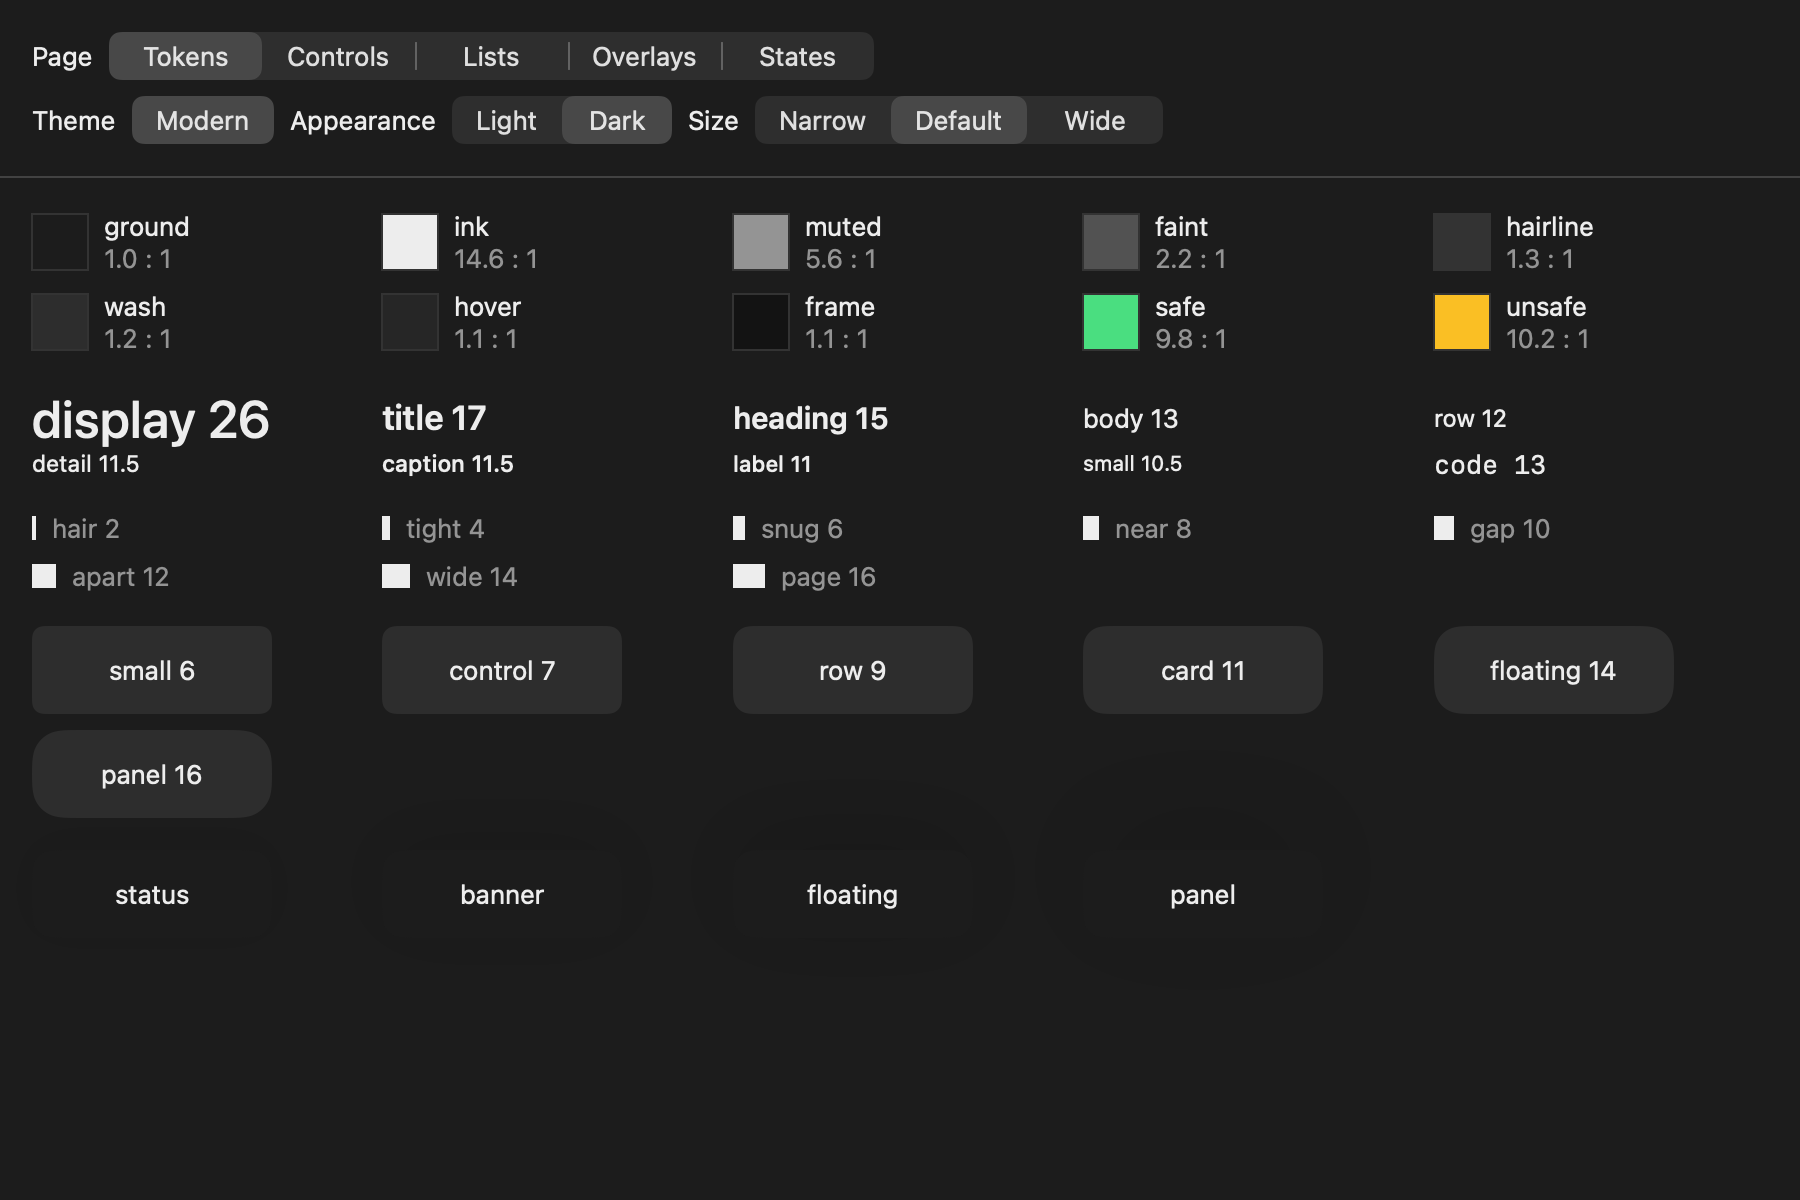 Page Tokens Controls Lists Overlays States
Theme Modern Appearance Light Dark Size Narrow Default Wide
ground ink muted faint hairline
1.0 : 1 14.6 : 1 5.6 : 1 2.2 : 1 1.3 : 1
wash hover frame safe unsafe
1.2 : 1 1.1 : 1 1.1 : 1 9.8 : 1 10.2 : 1
display 26 title 17 heading 15 body 13 row 12
detail 11.5 caption 11.5 label 11 small 10.5 code 13
hair 2 tight 4 snug 6 near 8 gap 10
apart 12 wide 14 page 16
small 6 control 7 row 9 card 11 floating 14
panel 16
status banner floating panel